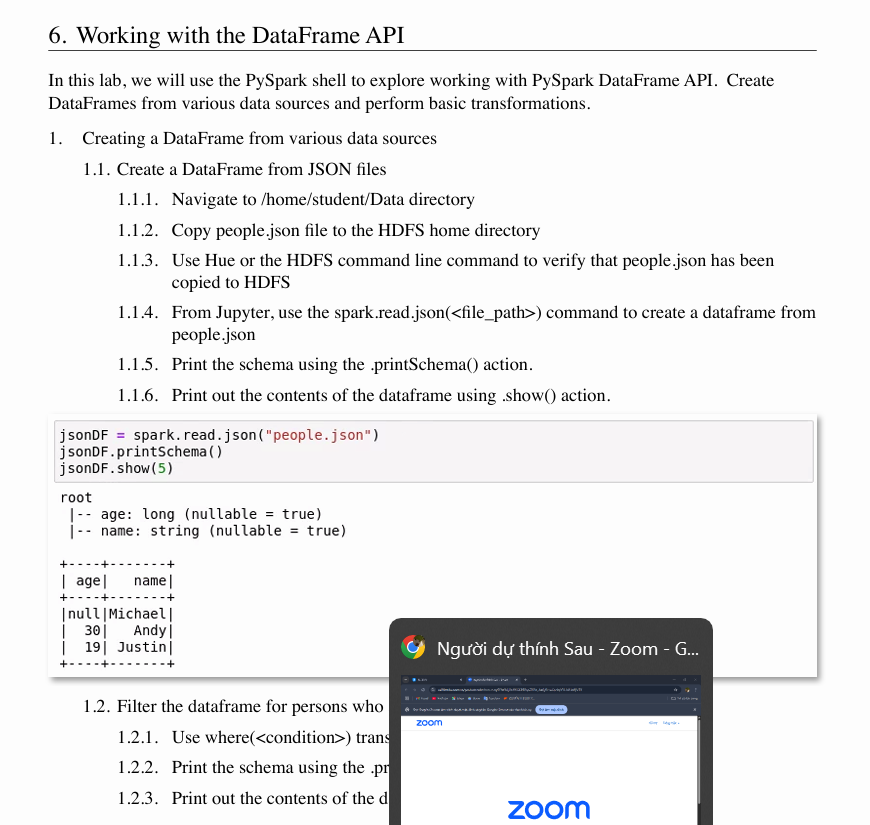 6. Working with the DataFrame API
In this lab, we will use the PySpark shell to explore working with PySpark DataFrame API. Create
DataFrames from various data sources and perform basic transformations.
1. Creating a DataFrame from various data sources
1.1. Create a DataFrame from JSON files
1.1.1. Navigate to /home/student/Data directory
1.1.2. Copy people.json file to the HDFS home directory
1.1.3. Use Hue or the HDFS command line command to verify that people.json has been
copied to HDFS
1.1.4. From Jupyter, use the spark.read.json(<file_path>) command to create a dataframe from
people.json
1.1.5. Print the schema using the .printSchema() action.
1.1.6. Print out the contents of the dataframe using .show() action.
jsonDF = spark.read.json("people.json")
jsonDF.printSchema()
jsonDF.show(5)
root
 |-- age: long (nullable = true)
 |-- name: string (nullable = true)
+----+-------+
| age|   name|
+----+-------+
|null|Michael|
|  30|   Andy|
|  19| Justin|
+----+-------+
Người dự thính Sau - Zoom - G...
1.2. Filter the dataframe for persons who
1.2.1. Use where(<condition>) trans
1.2.2. Print the schema using the .pr
1.2.3. Print out the contents of the d
zoom
zoom